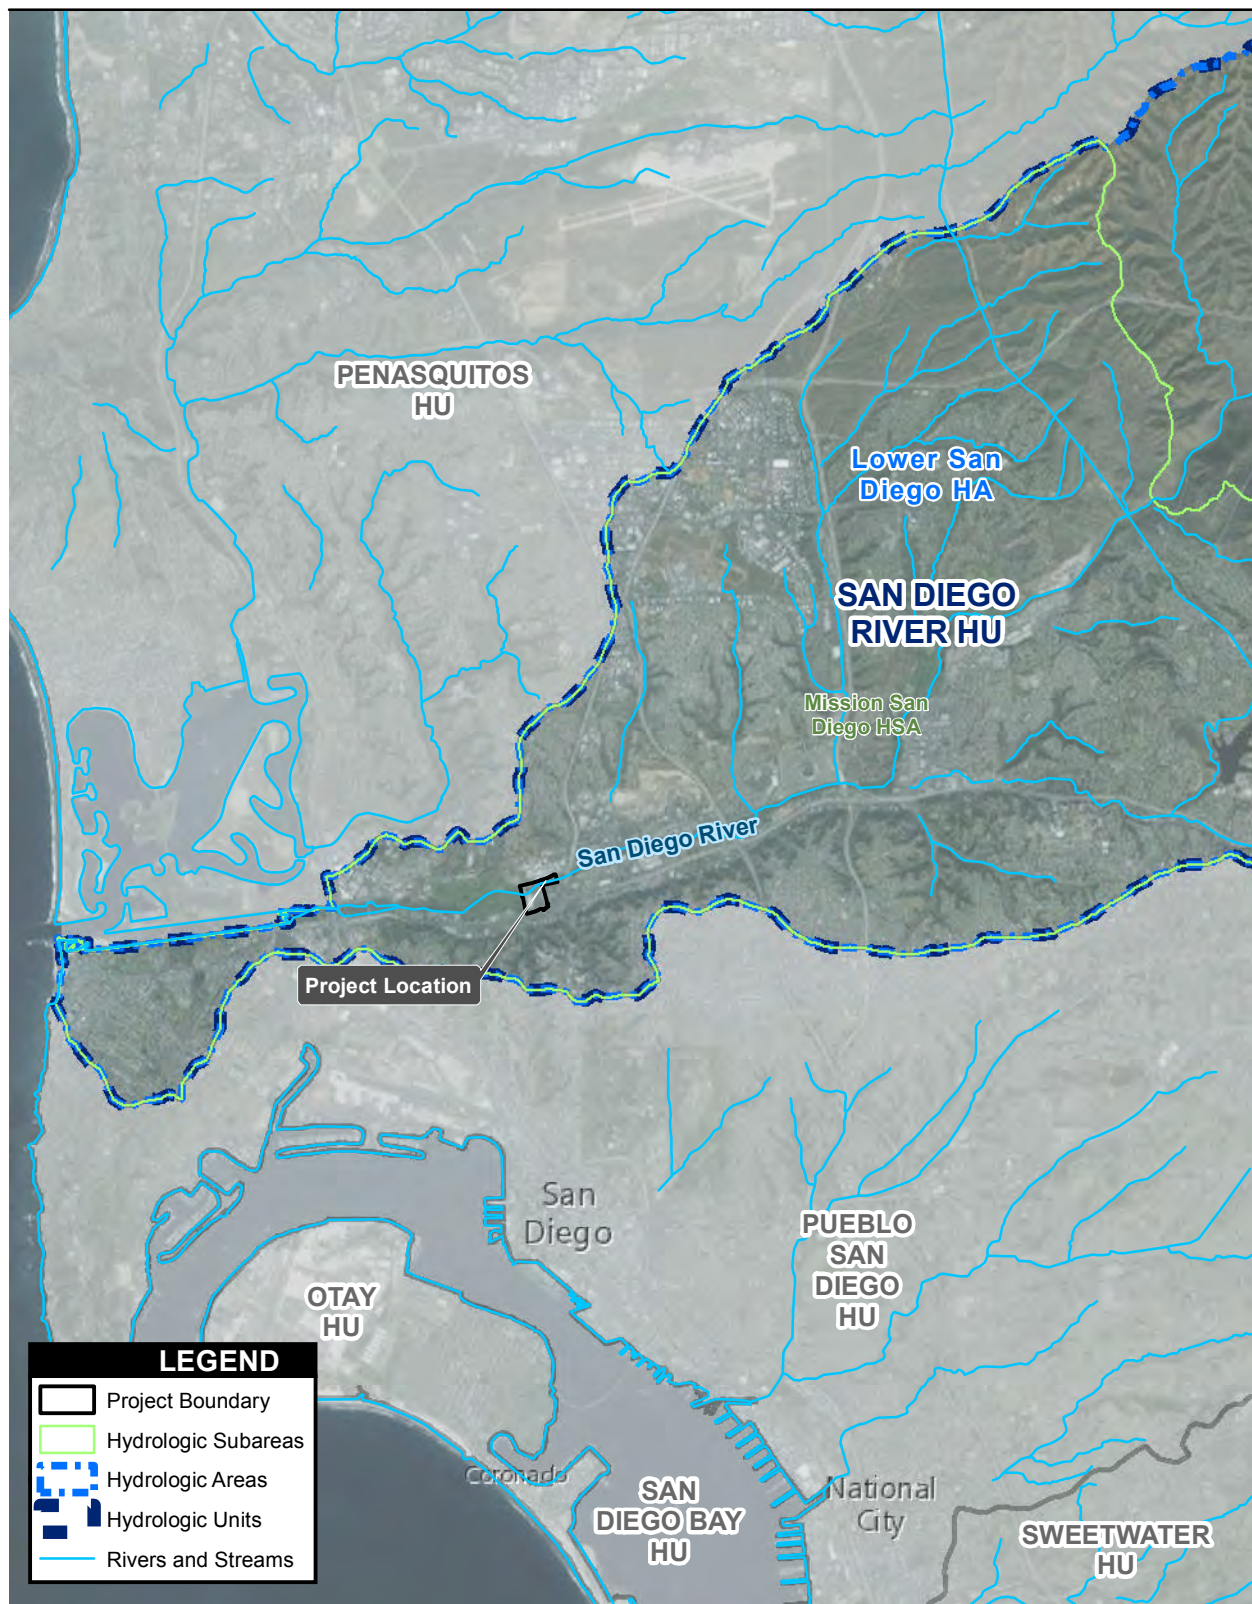 PENASQUITOS
HU
Lower San
Diego HA
SAN DIEGO
RIVER HU
Mission San
Diego HSA
San Diego River
Project Location
San
Diego
PUEBLO
SAN
DIEGO
HU
OTAY
HU
LEGEND
Project Boundary
Hydrologic Subareas
Hydrologic Areas
Hydrologic Units
Rivers and Streams
Coronado
SAN
DIEGO BAY
HU
National
City
SWEETWATER
HU